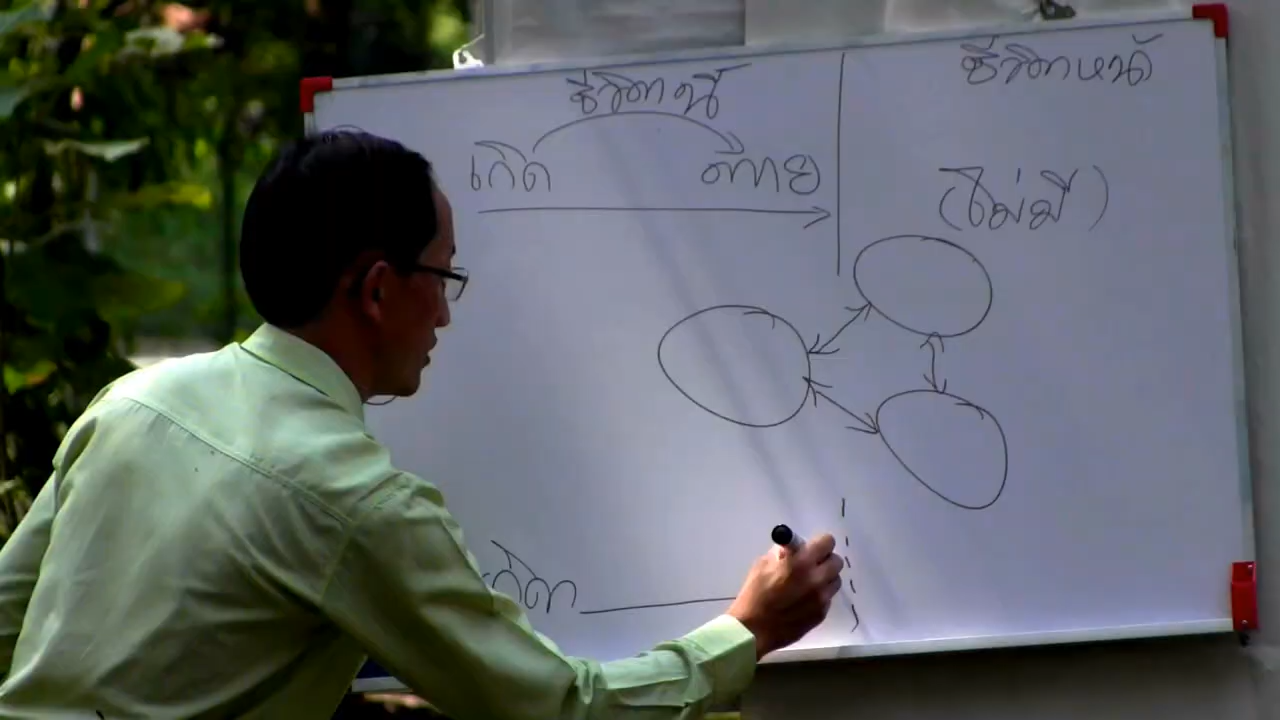 ชีวิตนี้
ชีวิตหน้า
เกิด
ตาย
(ไม่มี)
เกิด